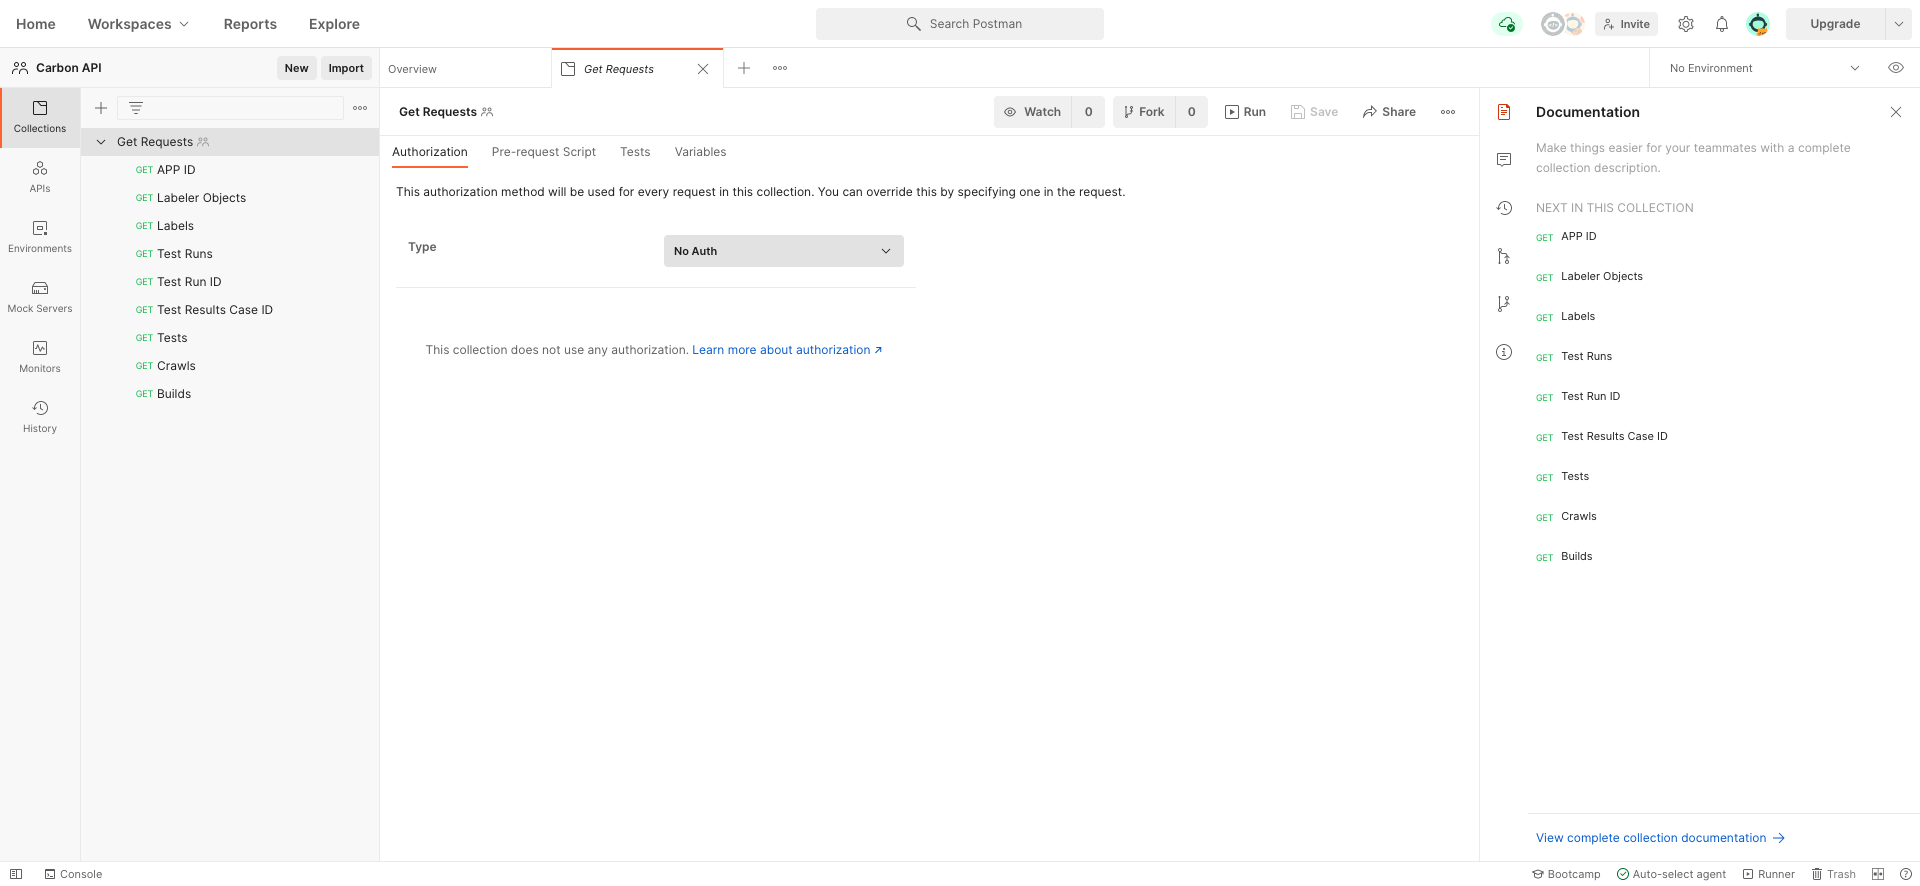 Home
Workspaces
Reports
Explore
Search Postman
Invite
Upgrade
Carbon API
New
Import
Overview
Get Requests
No Environment
Collections
APIs
Environments
Mock Servers
Monitors
History
Get Requests
GET APP ID
GET Labeler Objects
GET Labels
GET Test Runs
GET Test Run ID
GET Test Results Case ID
GET Tests
GET Crawls
GET Builds
Get Requests
Watch 0
Fork 0
Run
Save
Share
Authorization
Pre-request Script
Tests
Variables
This authorization method will be used for every request in this collection. You can override this by specifying one in the request.
Type
No Auth
This collection does not use any authorization. Learn more about authorization ↗
Documentation
Make things easier for your teammates with a complete
collection description.
NEXT IN THIS COLLECTION
GET APP ID
GET Labeler Objects
GET Labels
GET Test Runs
GET Test Run ID
GET Test Results Case ID
GET Tests
GET Crawls
GET Builds
View complete collection documentation →
Console
Bootcamp
Auto-select agent
Runner
Trash